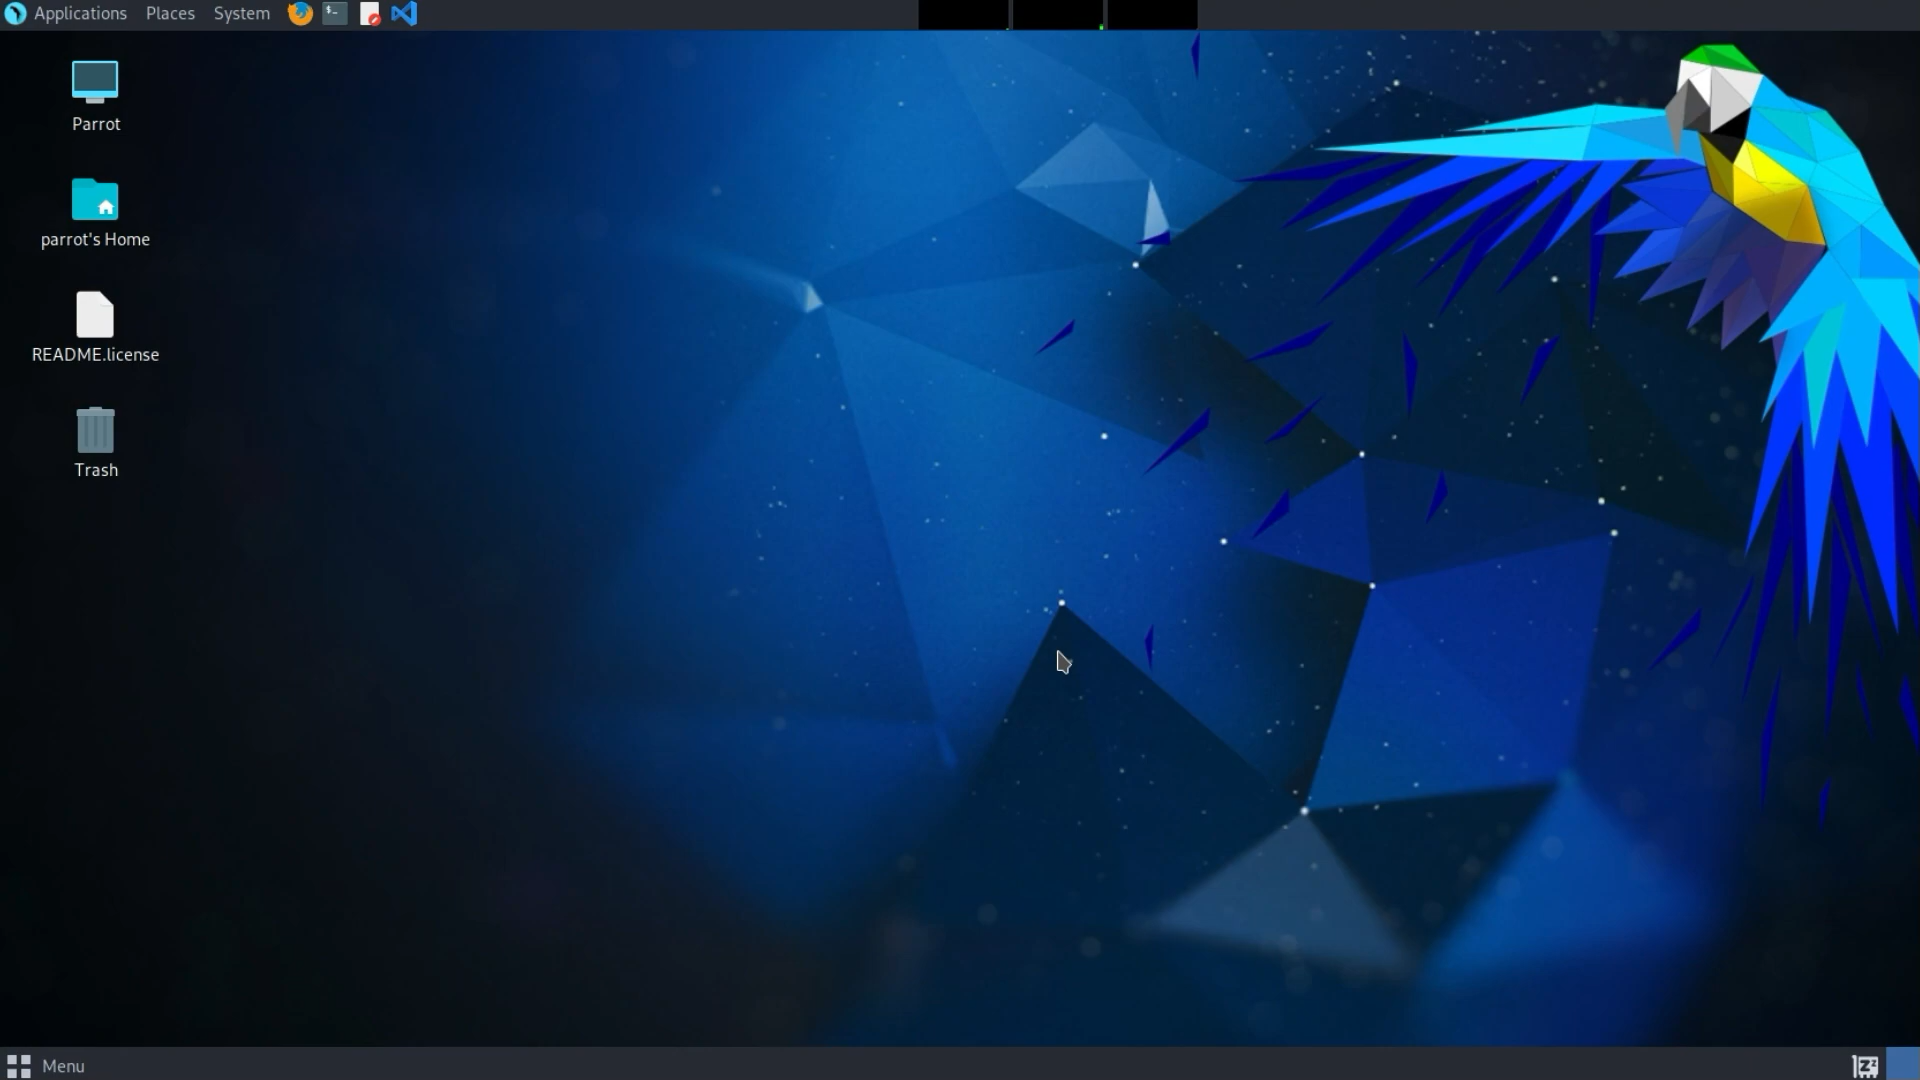 Applications Places System
Parrot
parrot's Home
README.license
Trash
Menu